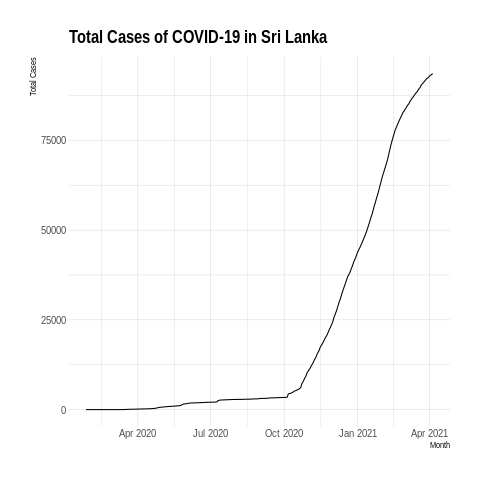 Total Cases of COVID-19 in Sri Lanka
Total Cases
75000
50000
25000
0
Apr 2020 Jul 2020 Oct 2020 Jan 2021 Apr 2021
Month